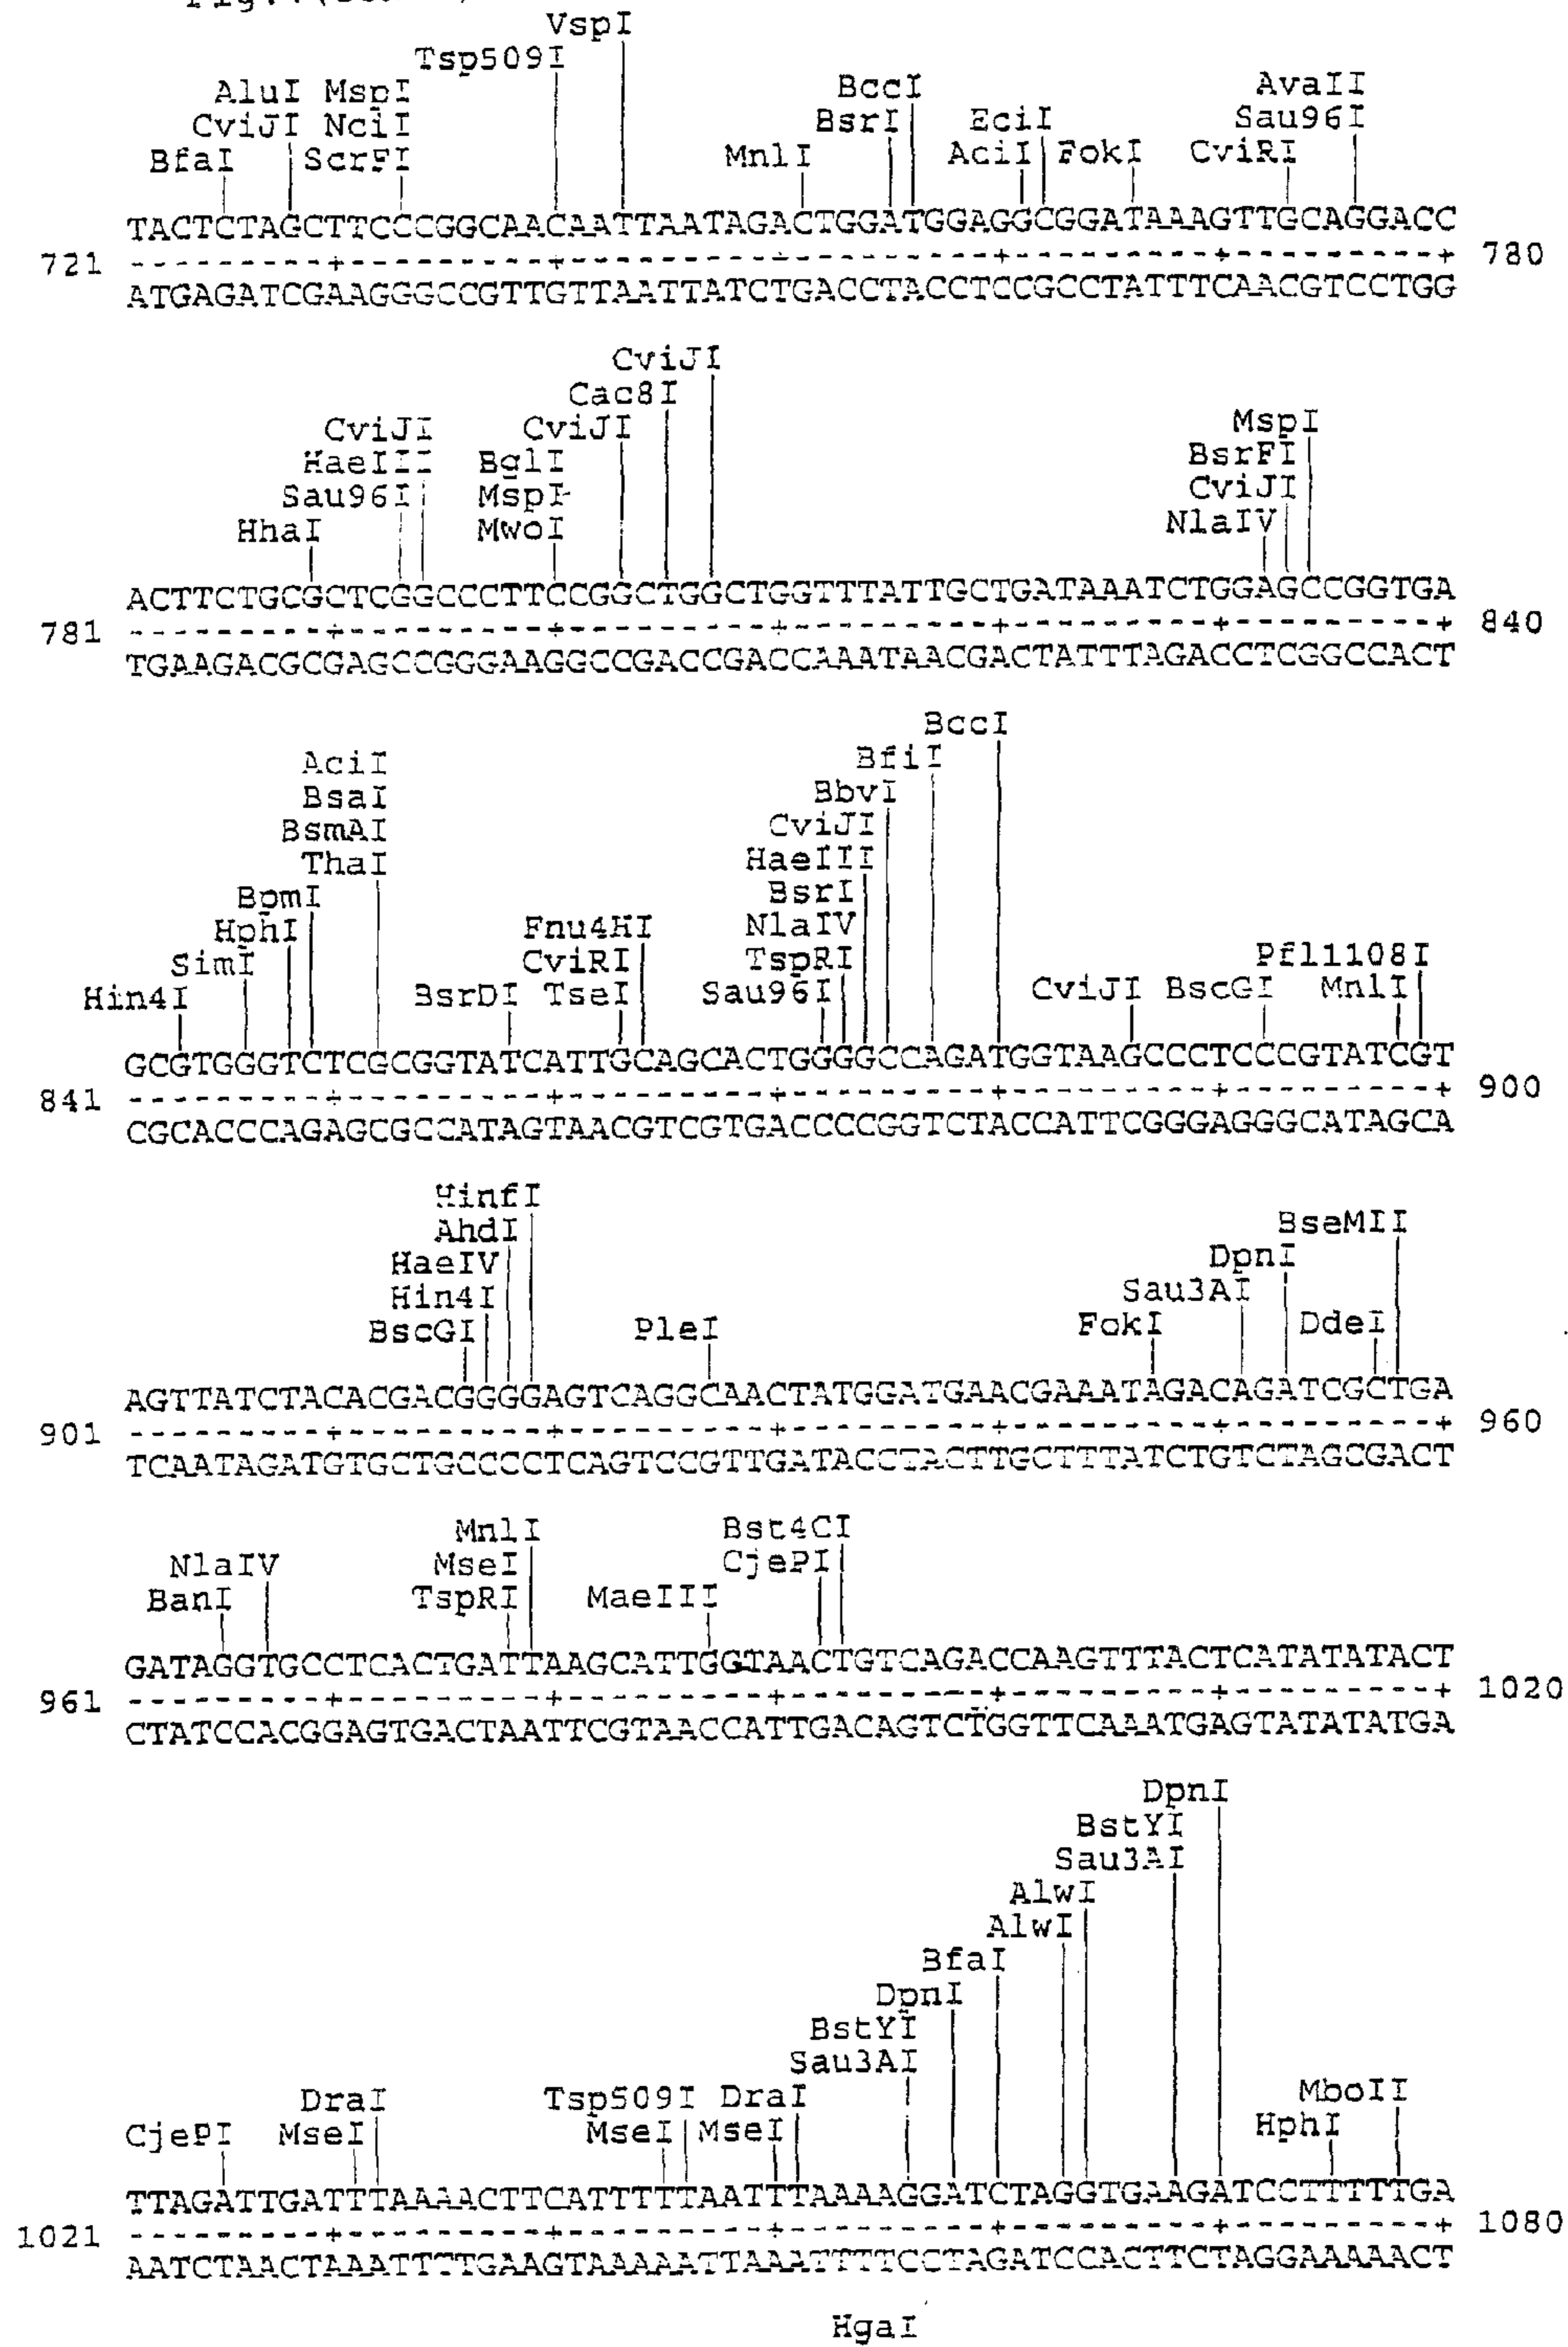 VspI
Tsp509I
AluI MspI BccI AvaII
CviJI NciI BsrI EciI Sau96I
BfaI ScrFI MnlI AciI FokI CviRI
TACTCTAGCTTCCCGGCAACAATTAATAGACTGGATGGAGGCGGATAAAGTTGCAGGACC
721 ---------+---------+---------+---------+---------+---------+ 780
ATGAGATCGAAGGGCCGTTGTTAATTATCTGACCTACCTCCGCCTATTTCAACGTCCTGG
CviJI
Cac8I
CviJI CviJI MspI
HaeIII BglI BsrFI
Sau96I MspI CviJI
HhaI MwoI NlaIV
ACTTCTGCGCTCGGCCCTTCCGGCTGGCTGGTTTATTGCTGATAAATCTGGAGCCGGTGA
781 ---------+---------+---------+---------+---------+---------+ 840
TGAAGACGCGAGCCGGGAAGGCCGACCGACCAAATAACGACTATTTAGACCTCGGCCACT
BccI
AciI BfiI
BsaI BbvI
BsmAI CviJI
ThaI HaeIII
BpmI BsrI
HphI Fnu4HI NlaIV
SimI CviRI TspRI Pfl1108I
Hin4I BsrDI TseI Sau96I CviJI BscGI MnlI
GCGTGGGTCTCGCGGTATCATTGCAGCACTGGGGCCAGATGGTAAGCCCTCCCGTATCGT
841 ---------+---------+---------+---------+---------+---------+ 900
CGCACCCAGAGCGCCATAGTAACGTCGTGACCCCGGTCTACCATTCGGGAGGGCATAGCA
HinfI
AhdI BseMII
HaeIV DpnI
Hin4I Sau3AI
BscGI PleI FokI DdeI
AGTTATCTACACGACGGGGAGTCAGGCAACTATGGATGAACGAAATAGACAGATCGCTGA
901 ---------+---------+---------+---------+---------+---------+ 960
TCAATAGATGTGCTGCCCCTCAGTCCGTTGATACCTACTTGCTTTATCTGTCTAGCGACT
MnlI Bst4CI
NlaIV MseI CjePI
BanI TspRI MaeIII
GATAGGTGCCTCACTGATTAAGCATTGGTAACTGTCAGACCAAGTTTACTCATATATACT
961 ---------+---------+---------+---------+---------+---------+ 1020
CTATCCACGGAGTGACTAATTCGTAACCATTGACAGTCTGGTTCAAATGAGTATATATGA
DpnI
BstYI
Sau3AI
AlwI
AlwI
BfaI
DpnI
BstYI
Sau3AI
DraI Tsp509I DraI MboII
CjePI MseI MseI MseI HphI
TTAGATTGATTTAAAACTTCATTTTTAATTTAAAAGGATCTAGGTGAAGATCCTTTTTGA
1021 ---------+---------+---------+---------+---------+---------+ 1080
AATCTAACTAAATTTTGAAGTAAAAATTAAATTTTCCTAGATCCACTTCTAGGAAAAACT
HgaI